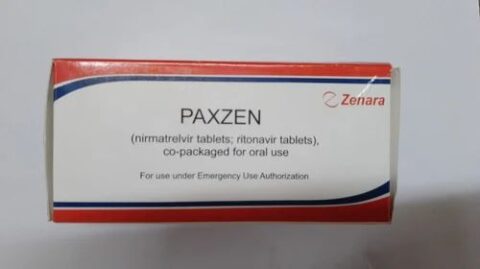 Zenara
PAXZEN
(nirmatrelvir tablets; ritonavir tablets),
co-packaged for oral use
For use under Emergency Use Authorization